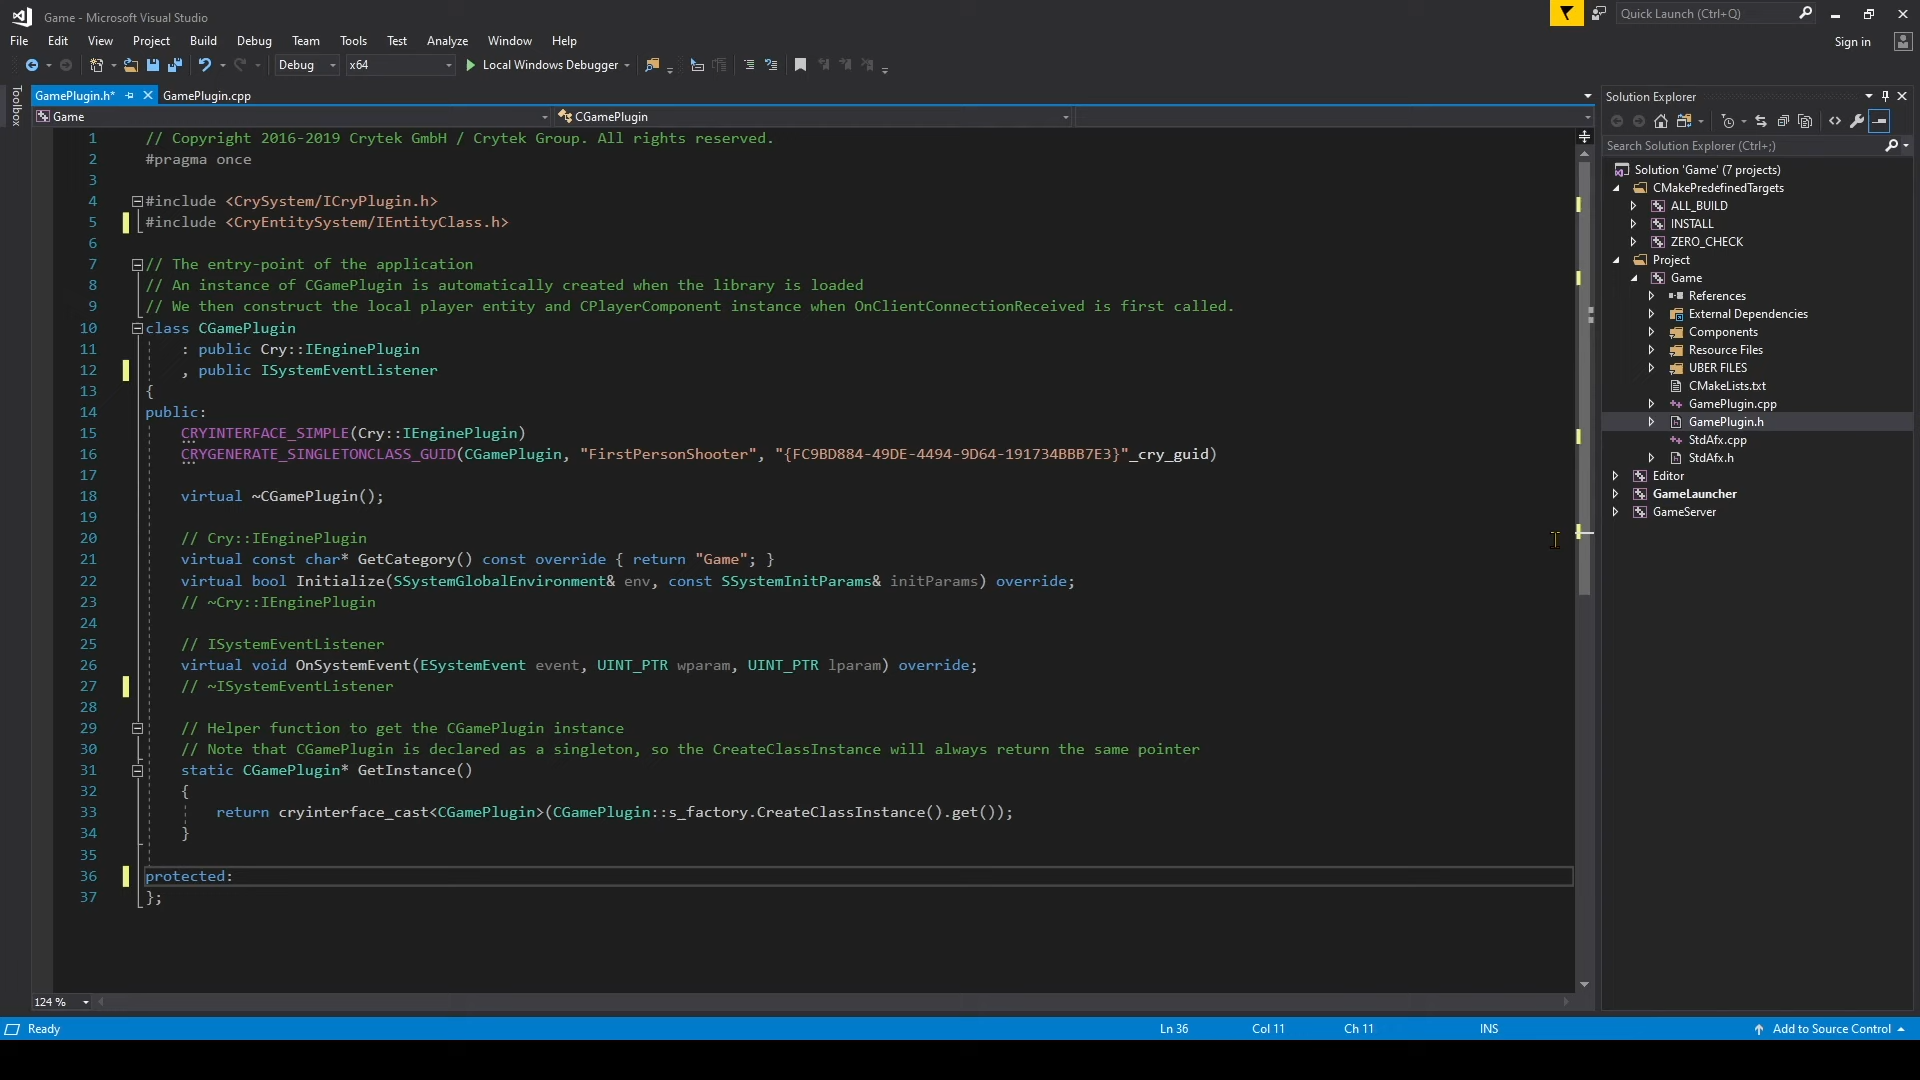 Game - Microsoft Visual Studio
Quick Launch (Ctrl+Q)
File Edit View Project Build Debug Team Tools Test Analyze Window Help
Sign in
Debug x64 Local Windows Debugger
Toolbox
GamePlugin.h* GamePlugin.cpp
Game CGamePlugin
1 // Copyright 2016-2019 Crytek GmbH / Crytek Group. All rights reserved.
2 #pragma once
3
4 #include <CrySystem/ICryPlugin.h>
5 #include <CryEntitySystem/IEntityClass.h>
6
7 // The entry-point of the application
8 // An instance of CGamePlugin is automatically created when the library is loaded
9 // We then construct the local player entity and CPlayerComponent instance when OnClientConnectionReceived is first called.
10 class CGamePlugin
11 : public Cry::IEnginePlugin
12 , public ISystemEventListener
13 {
14 public:
15 CRYINTERFACE_SIMPLE(Cry::IEnginePlugin)
16 CRYGENERATE_SINGLETONCLASS_GUID(CGamePlugin, "FirstPersonShooter", "{FC9BD884-49DE-4494-9D64-191734BBB7E3}"_cry_guid)
17
18 virtual ~CGamePlugin();
19
20 // Cry::IEnginePlugin
21 virtual const char* GetCategory() const override { return "Game"; }
22 virtual bool Initialize(SSystemGlobalEnvironment& env, const SSystemInitParams& initParams) override;
23 // ~Cry::IEnginePlugin
24
25 // ISystemEventListener
26 virtual void OnSystemEvent(ESystemEvent event, UINT_PTR wparam, UINT_PTR lparam) override;
27 // ~ISystemEventListener
28
29 // Helper function to get the CGamePlugin instance
30 // Note that CGamePlugin is declared as a singleton, so the CreateClassInstance will always return the same pointer
31 static CGamePlugin* GetInstance()
32 {
33 return cryinterface_cast<CGamePlugin>(CGamePlugin::s_factory.CreateClassInstance().get());
34 }
35
36 protected:
37 };
124 %
Solution Explorer
Search Solution Explorer (Ctrl+;)
Solution 'Game' (7 projects)
CMakePredefinedTargets
ALL_BUILD
INSTALL
ZERO_CHECK
Project
Game
References
External Dependencies
Components
Resource Files
UBER FILES
CMakeLists.txt
GamePlugin.cpp
GamePlugin.h
StdAfx.cpp
StdAfx.h
Editor
GameLauncher
GameServer
Ready Ln 36 Col 11 Ch 11 INS Add to Source Control